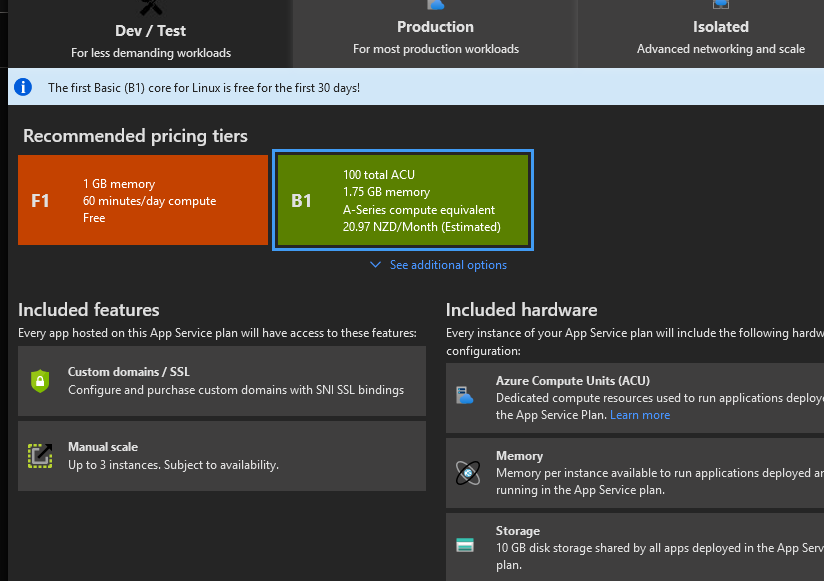 Dev / Test
For less demanding workloads
Production
For most production workloads
Isolated
Advanced networking and scale
The first Basic (B1) core for Linux is free for the first 30 days!
Recommended pricing tiers
F1
1 GB memory
60 minutes/day compute
Free
B1
100 total ACU
1.75 GB memory
A-Series compute equivalent
20.97 NZD/Month (Estimated)
See additional options
Included features
Every app hosted on this App Service plan will have access to these features:
Custom domains / SSL
Configure and purchase custom domains with SNI SSL bindings
Manual scale
Up to 3 instances. Subject to availability.
Included hardware
Every instance of your App Service plan will include the following hardw
configuration:
Azure Compute Units (ACU)
Dedicated compute resources used to run applications deploye
the App Service Plan. Learn more
Memory
Memory per instance available to run applications deployed an
running in the App Service plan.
Storage
10 GB disk storage shared by all apps deployed in the App Serv
plan.